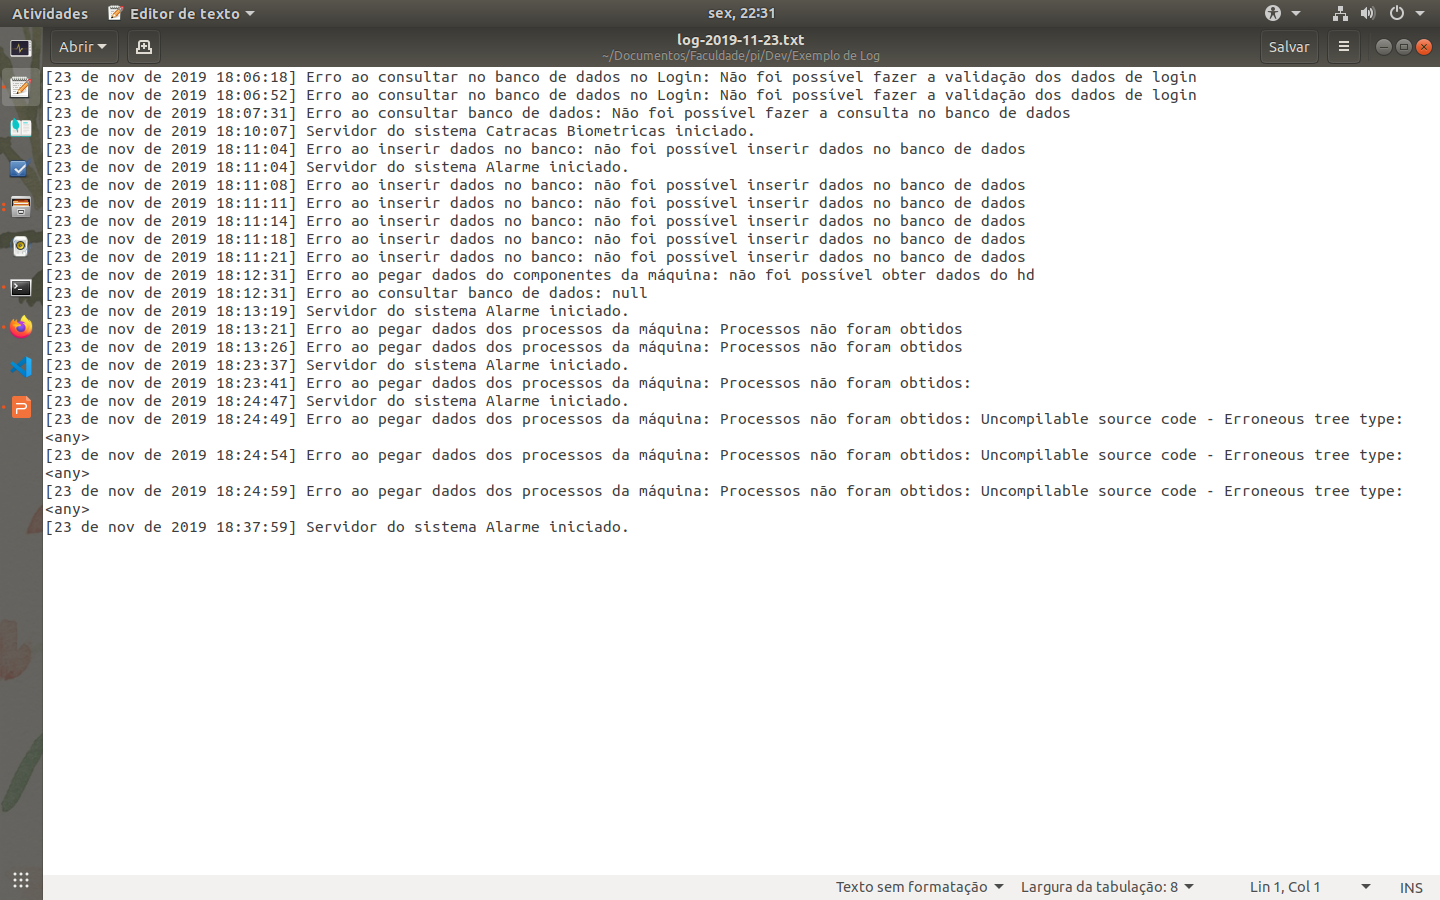 Atividades Editor de texto sex, 22:31
Abrir log-2019-11-23.txt Salvar
~/Documentos/Faculdade/pi/Dev/Exemplo de Log
[23 de nov de 2019 18:06:18] Erro ao consultar no banco de dados no Login: Não foi possível fazer a validação dos dados de login
[23 de nov de 2019 18:06:52] Erro ao consultar no banco de dados no Login: Não foi possível fazer a validação dos dados de login
[23 de nov de 2019 18:07:31] Erro ao consultar banco de dados: Não foi possível fazer a consulta no banco de dados
[23 de nov de 2019 18:10:07] Servidor do sistema Catracas Biometricas iniciado.
[23 de nov de 2019 18:11:04] Erro ao inserir dados no banco: não foi possível inserir dados no banco de dados
[23 de nov de 2019 18:11:04] Servidor do sistema Alarme iniciado.
[23 de nov de 2019 18:11:08] Erro ao inserir dados no banco: não foi possível inserir dados no banco de dados
[23 de nov de 2019 18:11:11] Erro ao inserir dados no banco: não foi possível inserir dados no banco de dados
[23 de nov de 2019 18:11:14] Erro ao inserir dados no banco: não foi possível inserir dados no banco de dados
[23 de nov de 2019 18:11:18] Erro ao inserir dados no banco: não foi possível inserir dados no banco de dados
[23 de nov de 2019 18:11:21] Erro ao inserir dados no banco: não foi possível inserir dados no banco de dados
[23 de nov de 2019 18:12:31] Erro ao pegar dados do componentes da máquina: não foi possível obter dados do hd
[23 de nov de 2019 18:12:31] Erro ao consultar banco de dados: null
[23 de nov de 2019 18:13:19] Servidor do sistema Alarme iniciado.
[23 de nov de 2019 18:13:21] Erro ao pegar dados dos processos da máquina: Processos não foram obtidos
[23 de nov de 2019 18:13:26] Erro ao pegar dados dos processos da máquina: Processos não foram obtidos
[23 de nov de 2019 18:23:37] Servidor do sistema Alarme iniciado.
[23 de nov de 2019 18:23:41] Erro ao pegar dados dos processos da máquina: Processos não foram obtidos:
[23 de nov de 2019 18:24:47] Servidor do sistema Alarme iniciado.
[23 de nov de 2019 18:24:49] Erro ao pegar dados dos processos da máquina: Processos não foram obtidos: Uncompilable source code - Erroneous tree type:
<any>
[23 de nov de 2019 18:24:54] Erro ao pegar dados dos processos da máquina: Processos não foram obtidos: Uncompilable source code - Erroneous tree type:
<any>
[23 de nov de 2019 18:24:59] Erro ao pegar dados dos processos da máquina: Processos não foram obtidos: Uncompilable source code - Erroneous tree type:
<any>
[23 de nov de 2019 18:37:59] Servidor do sistema Alarme iniciado.
Texto sem formatação Largura da tabulação: 8 Lin 1, Col 1 INS